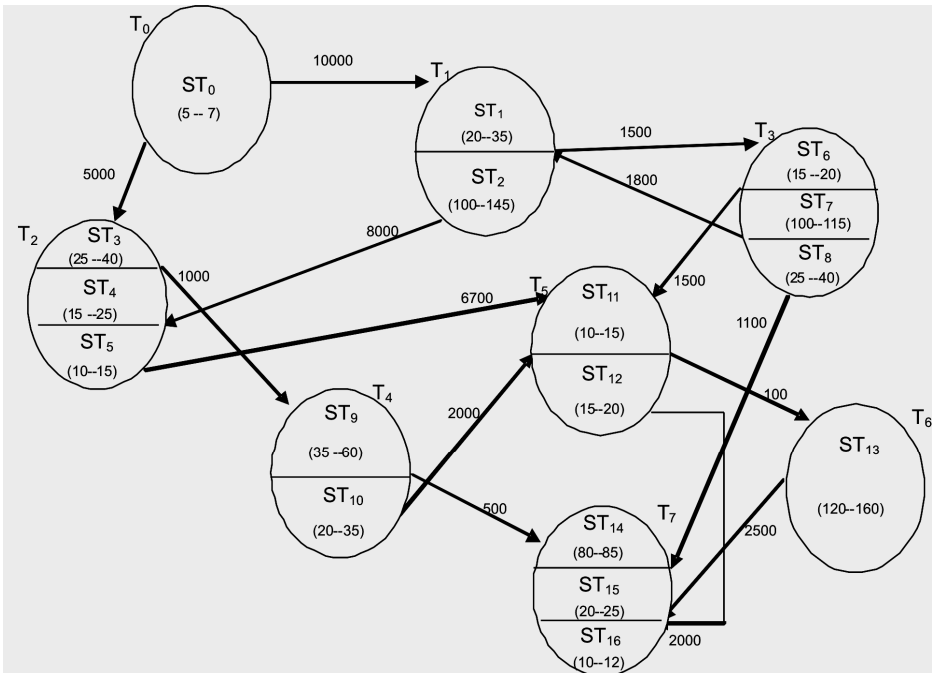 T₀
ST₀
(5 -- 7)
10000
5000
T₁
ST₁
(20--35)
ST₂
(100--145)
1500
1800
8000
T₃
ST₆
(15 --20)
ST₇
(100--115)
ST₈
(25 --40)
T₂
ST₃
(25 --40)
ST₄
(15 --25)
ST₅
(10--15)
1000
6700
T₅
ST₁₁
(10--15)
ST₁₂
(15--20)
1500
1100
100
T₄
ST₉
(35 --60)
ST₁₀
(20--35)
2000
500
T₆
ST₁₃
(120--160)
T₇
ST₁₄
(80--85)
ST₁₅
(20--25)
ST₁₆
(10--12)
2500
2000